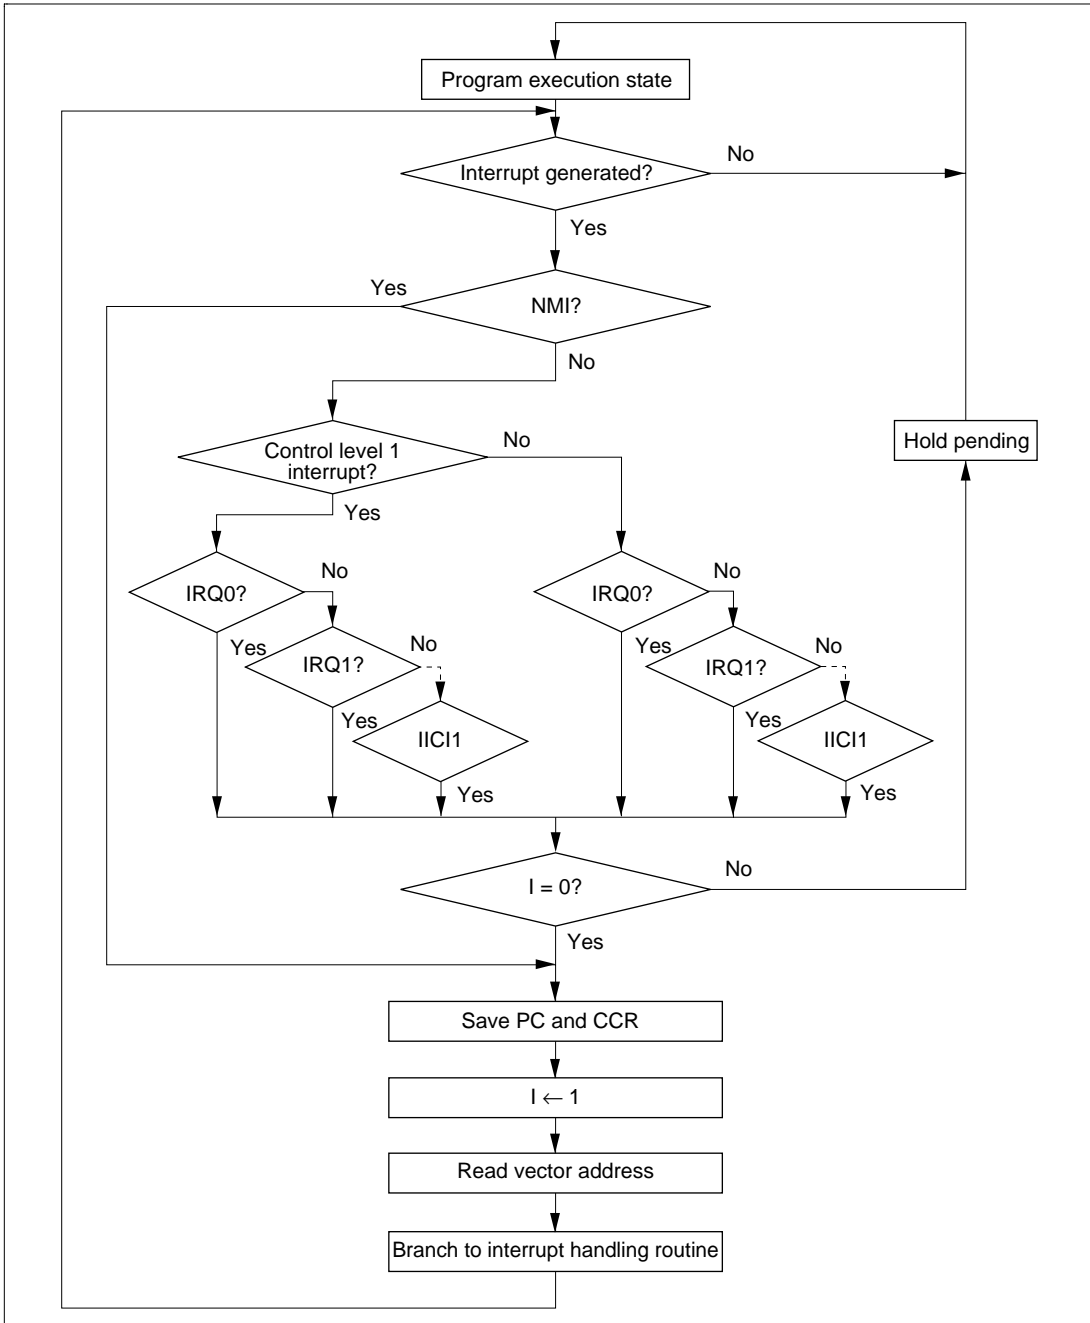 Program execution state
Interrupt generated?
No
Yes
Yes
NMI?
No
Hold pending
Control level 1
interrupt?
No
Yes
IRQ0?
No
Yes
IRQ1?
No
Yes
IICI1
Yes
IRQ0?
No
Yes
IRQ1?
No
Yes
IICI1
Yes
I = 0?
No
Yes
Save PC and CCR
I ← 1
Read vector address
Branch to interrupt handling routine